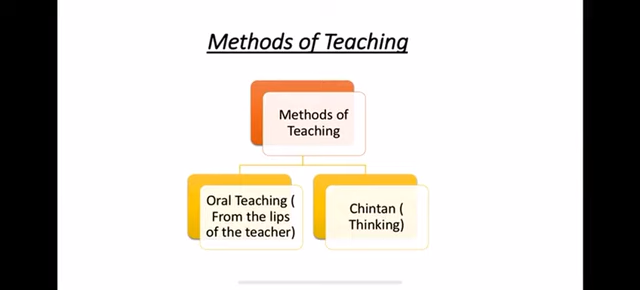 Methods of Teaching
Methods of
Teaching
Oral Teaching (
From the lips
of the teacher)
Chintan (
Thinking)